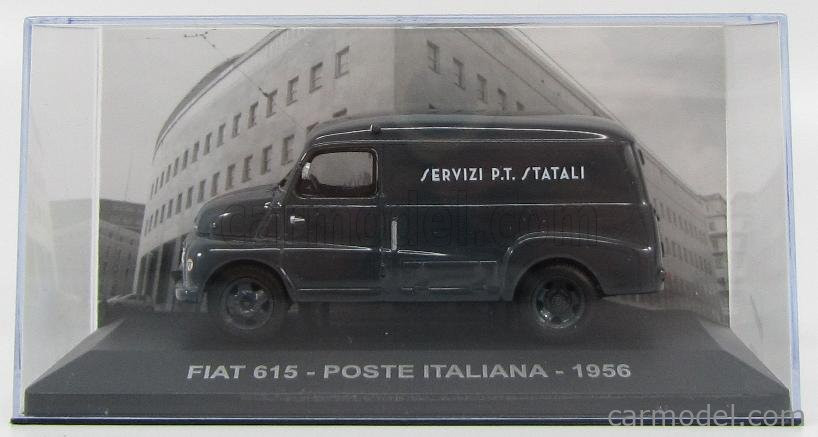 SERVIZI P.T. STATALI
carmodel.com
FIAT 615 - POSTE ITALIANA - 1956
carmodel.com